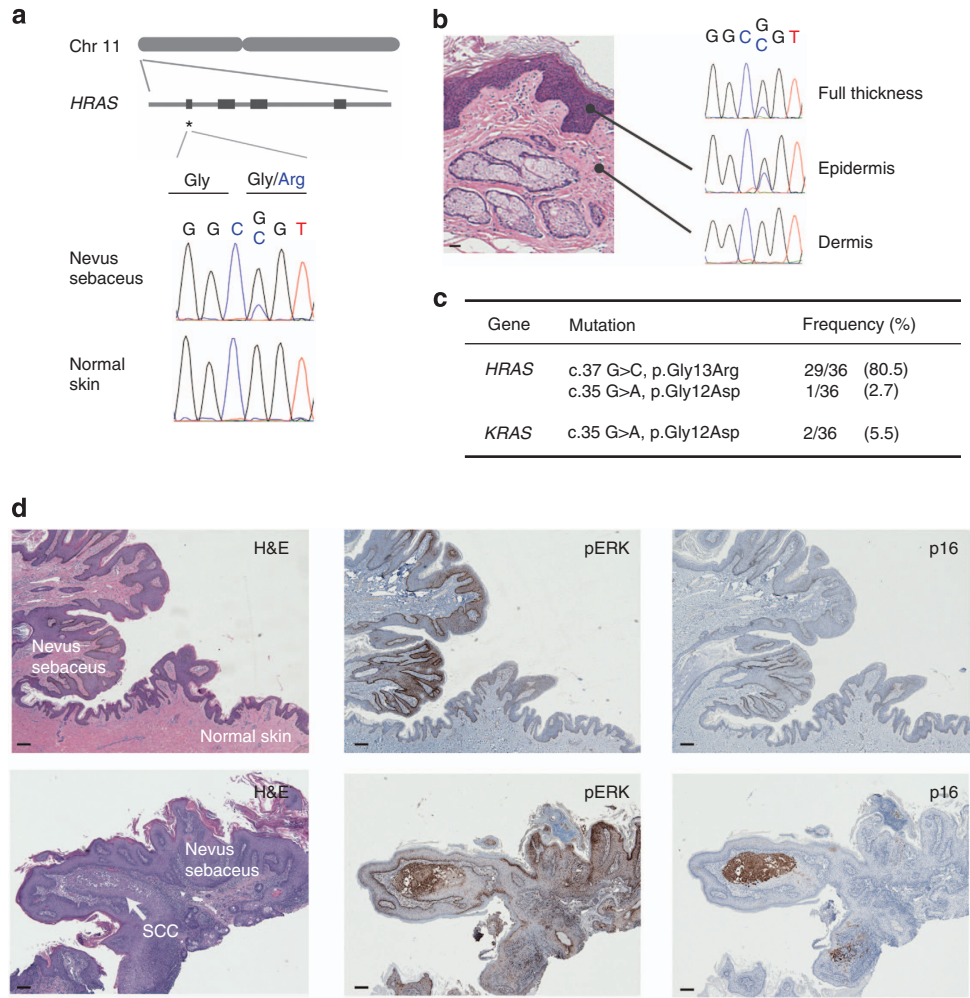 a
Chr 11
HRAS
*
Gly
Gly/Arg
G G C G G T
C
Nevus
sebaceus
Normal
skin
b
G G C G G T
C
Full thickness
Epidermis
Dermis
c
Gene Mutation Frequency (%)
HRAS c.37 G>C, p.Gly13Arg 29/36 (80.5)
c.35 G>A, p.Gly12Asp 1/36 (2.7)
KRAS c.35 G>A, p.Gly12Asp 2/36 (5.5)
d
H&E
Nevus
sebaceus
Normal skin
pERK
p16
H&E
Nevus
sebaceus
SCC
pERK
p16